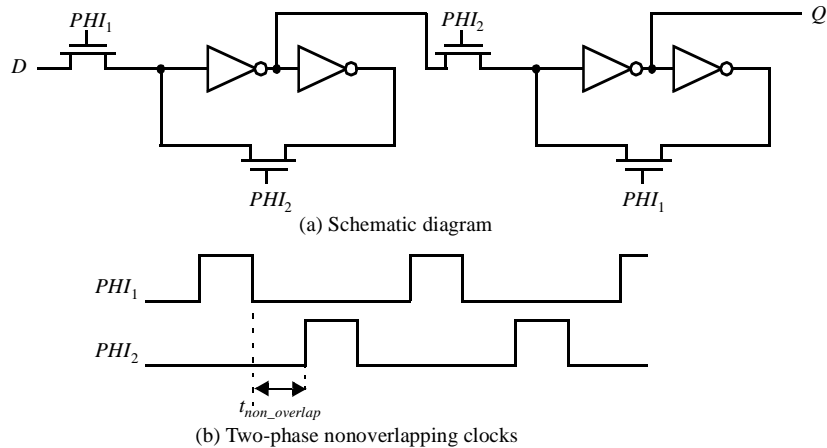 PHI1
PHI2
Q
D
PHI2
PHI1
(a) Schematic diagram
PHI1
PHI2
tnon_overlap
(b) Two-phase nonoverlapping clocks